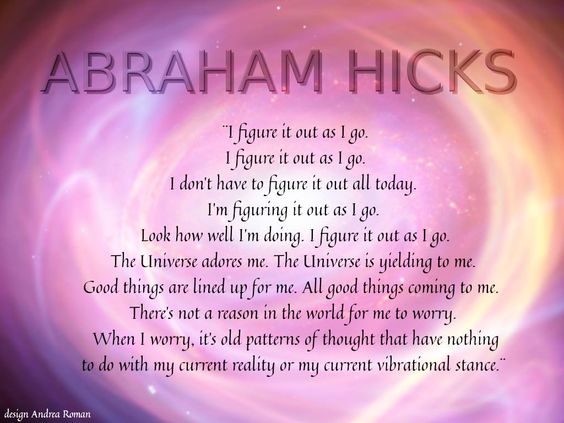 ABRAHAM HICKS
¨I figure it out as I go.
I figure it out as I go.
I don't have to figure it out all today.
I'm figuring it out as I go.
Look how well I'm doing. I figure it out as I go.
The Universe adores me. The Universe is yielding to me.
Good things are lined up for me. All good things coming to me.
There's not a reason in the world for me to worry.
When I worry, it's old patterns of thought that have nothing
to do with my current reality or my current vibrational stance.¨
design Andrea Roman